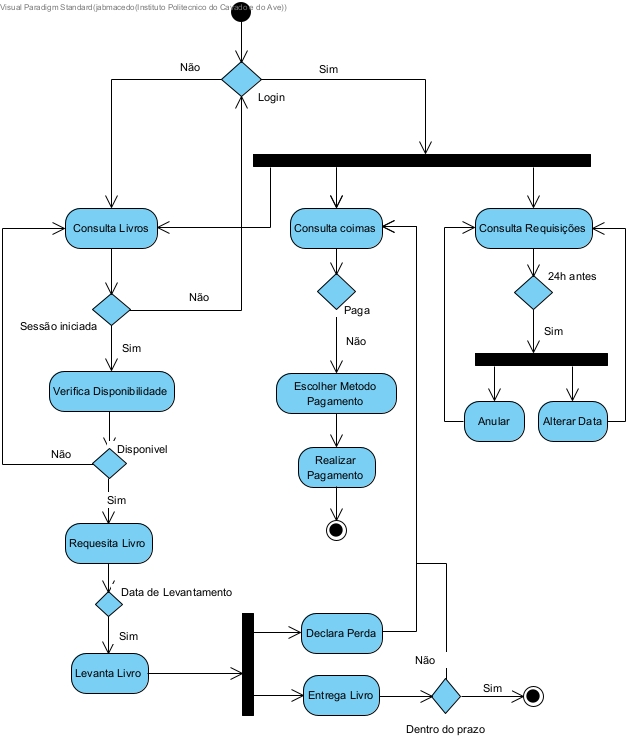 Visual Paradigm Standard(jabmacedo(Instituto Politecnico do Cavado e do Ave))
Não
Sim
Login
Consulta Livros
Consulta coimas
Consulta Requisições
24h antes
Não
Paga
Sessão iniciada
Sim
Sim
Não
Verifica Disponibilidade
Escolher Metodo
Pagamento
Anular
Alterar Data
Disponivel
Não
Realizar
Pagamento
Sim
Requesita Livro
Data de Levantamento
Sim
Declara Perda
Não
Levanta Livro
Entrega Livro
Sim
Dentro do prazo